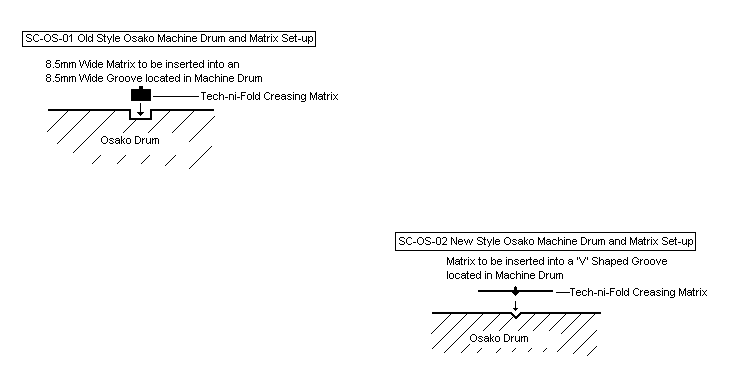 SC-OS-01 Old Style Osako Machine Drum and Matrix Set-up
8.5mm Wide Matrix to be inserted into an
8.5mm Wide Groove located in Machine Drum
Tech-ni-Fold Creasing Matrix
Osako Drum
SC-OS-02 New Style Osako Machine Drum and Matrix Set-up
Matrix to be inserted into a 'V' Shaped Groove
located in Machine Drum
Tech-ni-Fold Creasing Matrix
Osako Drum